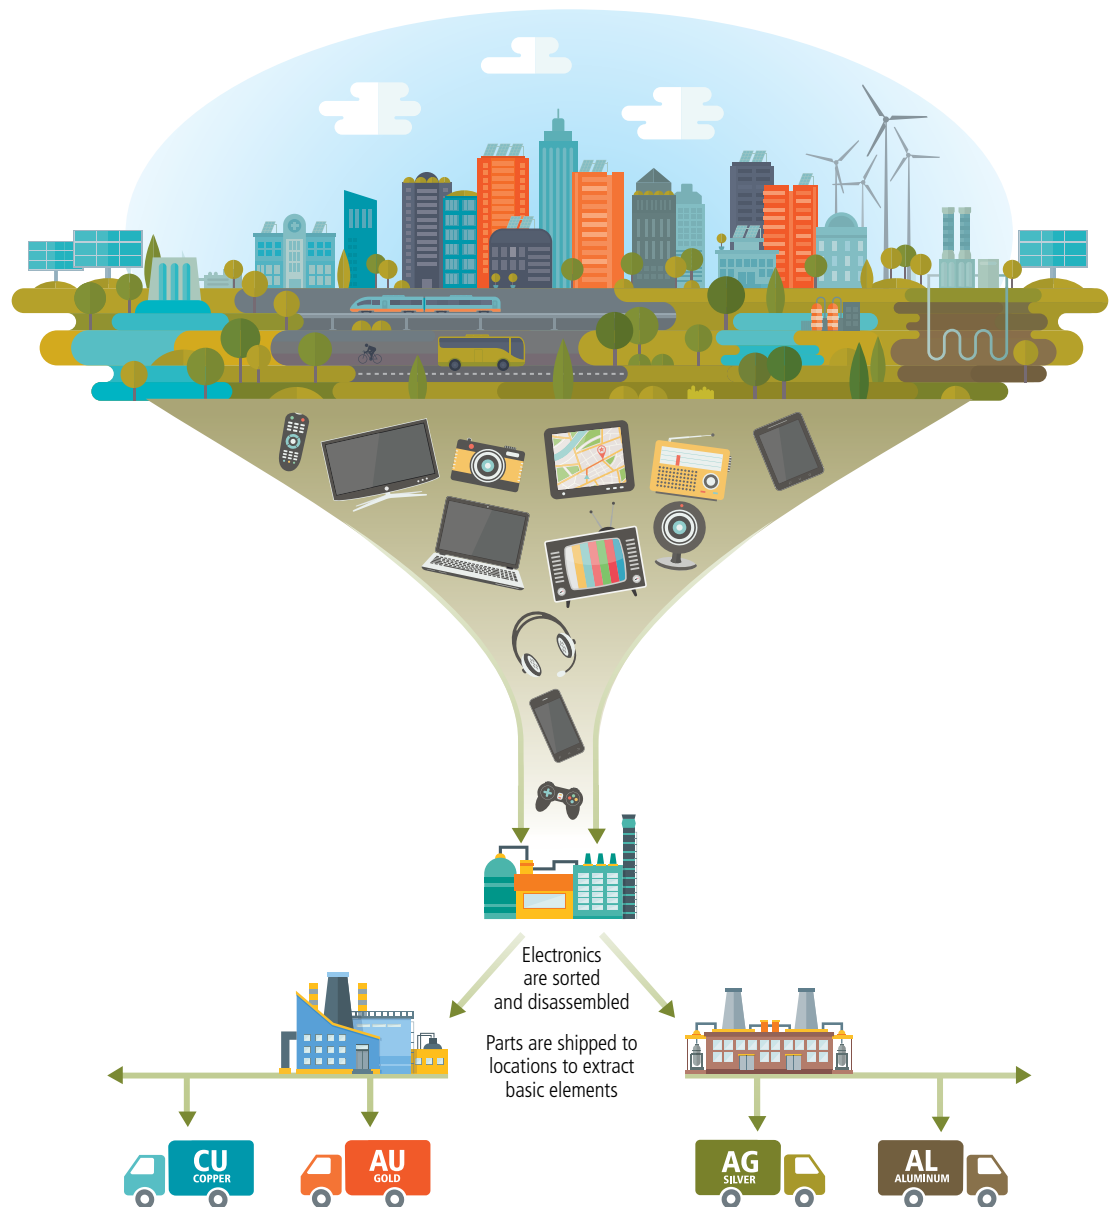 Electronics
are sorted
and disassembled
Parts are shipped to
locations to extract
basic elements
CU
COPPER
AU
GOLD
AG
SILVER
AL
ALUMINUM